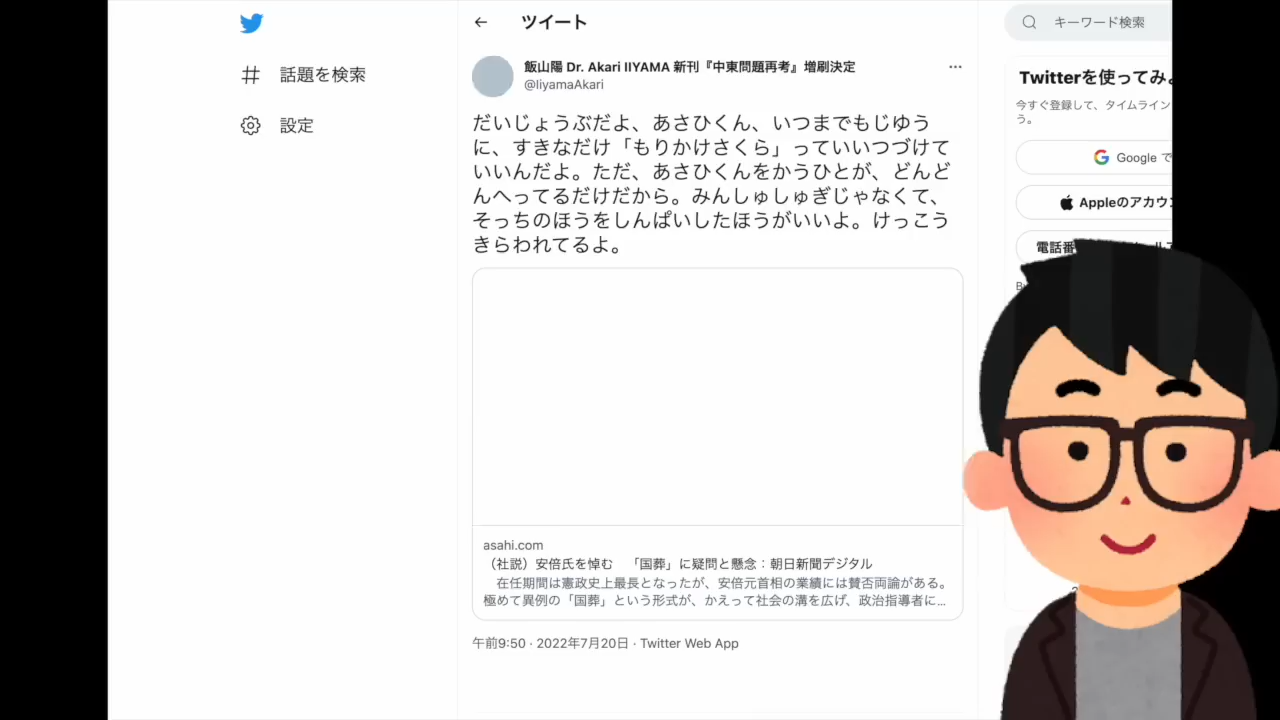 ツイート
キーワード検索
話題を検索
設定
飯山陽 Dr. Akari IIYAMA 新刊『中東問題再考』増刷決定
@IiyamaAkari
だいじょうぶだよ、あさひくん、いつまでもじゆう
に、すきなだけ「もりかけさくら」っていいつづけて
いいんだよ。ただ、あさひくんをかうひとが、どんど
んへってるだけだから。みんしゅしゅぎじゃなくて、
そっちのほうをしんぱいしたほうがいいよ。けっこう
きらわれてるよ。
asahi.com
（社説）安倍氏を悼む 「国葬」に疑問と懸念：朝日新聞デジタル
在任期間は憲政史上最長となったが、安倍元首相の業績には賛否両論がある。
極めて異例の「国葬」という形式が、かえって社会の溝を広げ、政治指導者に…
午前9:50 · 2022年7月20日 · Twitter Web App
Twitterを使ってみ
今すぐ登録して、タイムライン
う。
Google で
Appleのアカウ
電話番